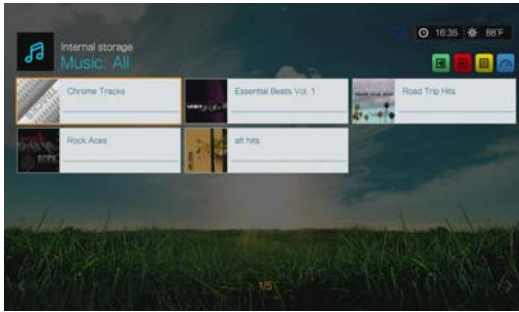 16:35 88°F
Internal storage
Music: All
Chrome Tracks
Essential Beats Vol. 1
Road Trip Hits
Rock Aces
alt hits
1/5